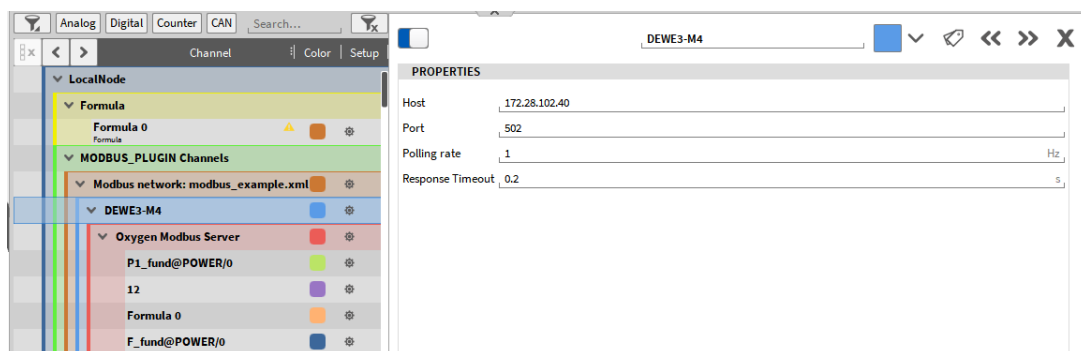 Analog Digital Counter CAN Search...
Channel Color Setup
LocalNode
Formula
Formula 0
Formula
MODBUS_PLUGIN Channels
Modbus network: modbus_example.xml
DEWE3-M4
Oxygen Modbus Server
P1_fund@POWER/0
12
Formula 0
F_fund@POWER/0
DEWE3-M4
PROPERTIES
Host 172.28.102.40
Port 502
Polling rate 1 Hz
Response Timeout 0.2 s